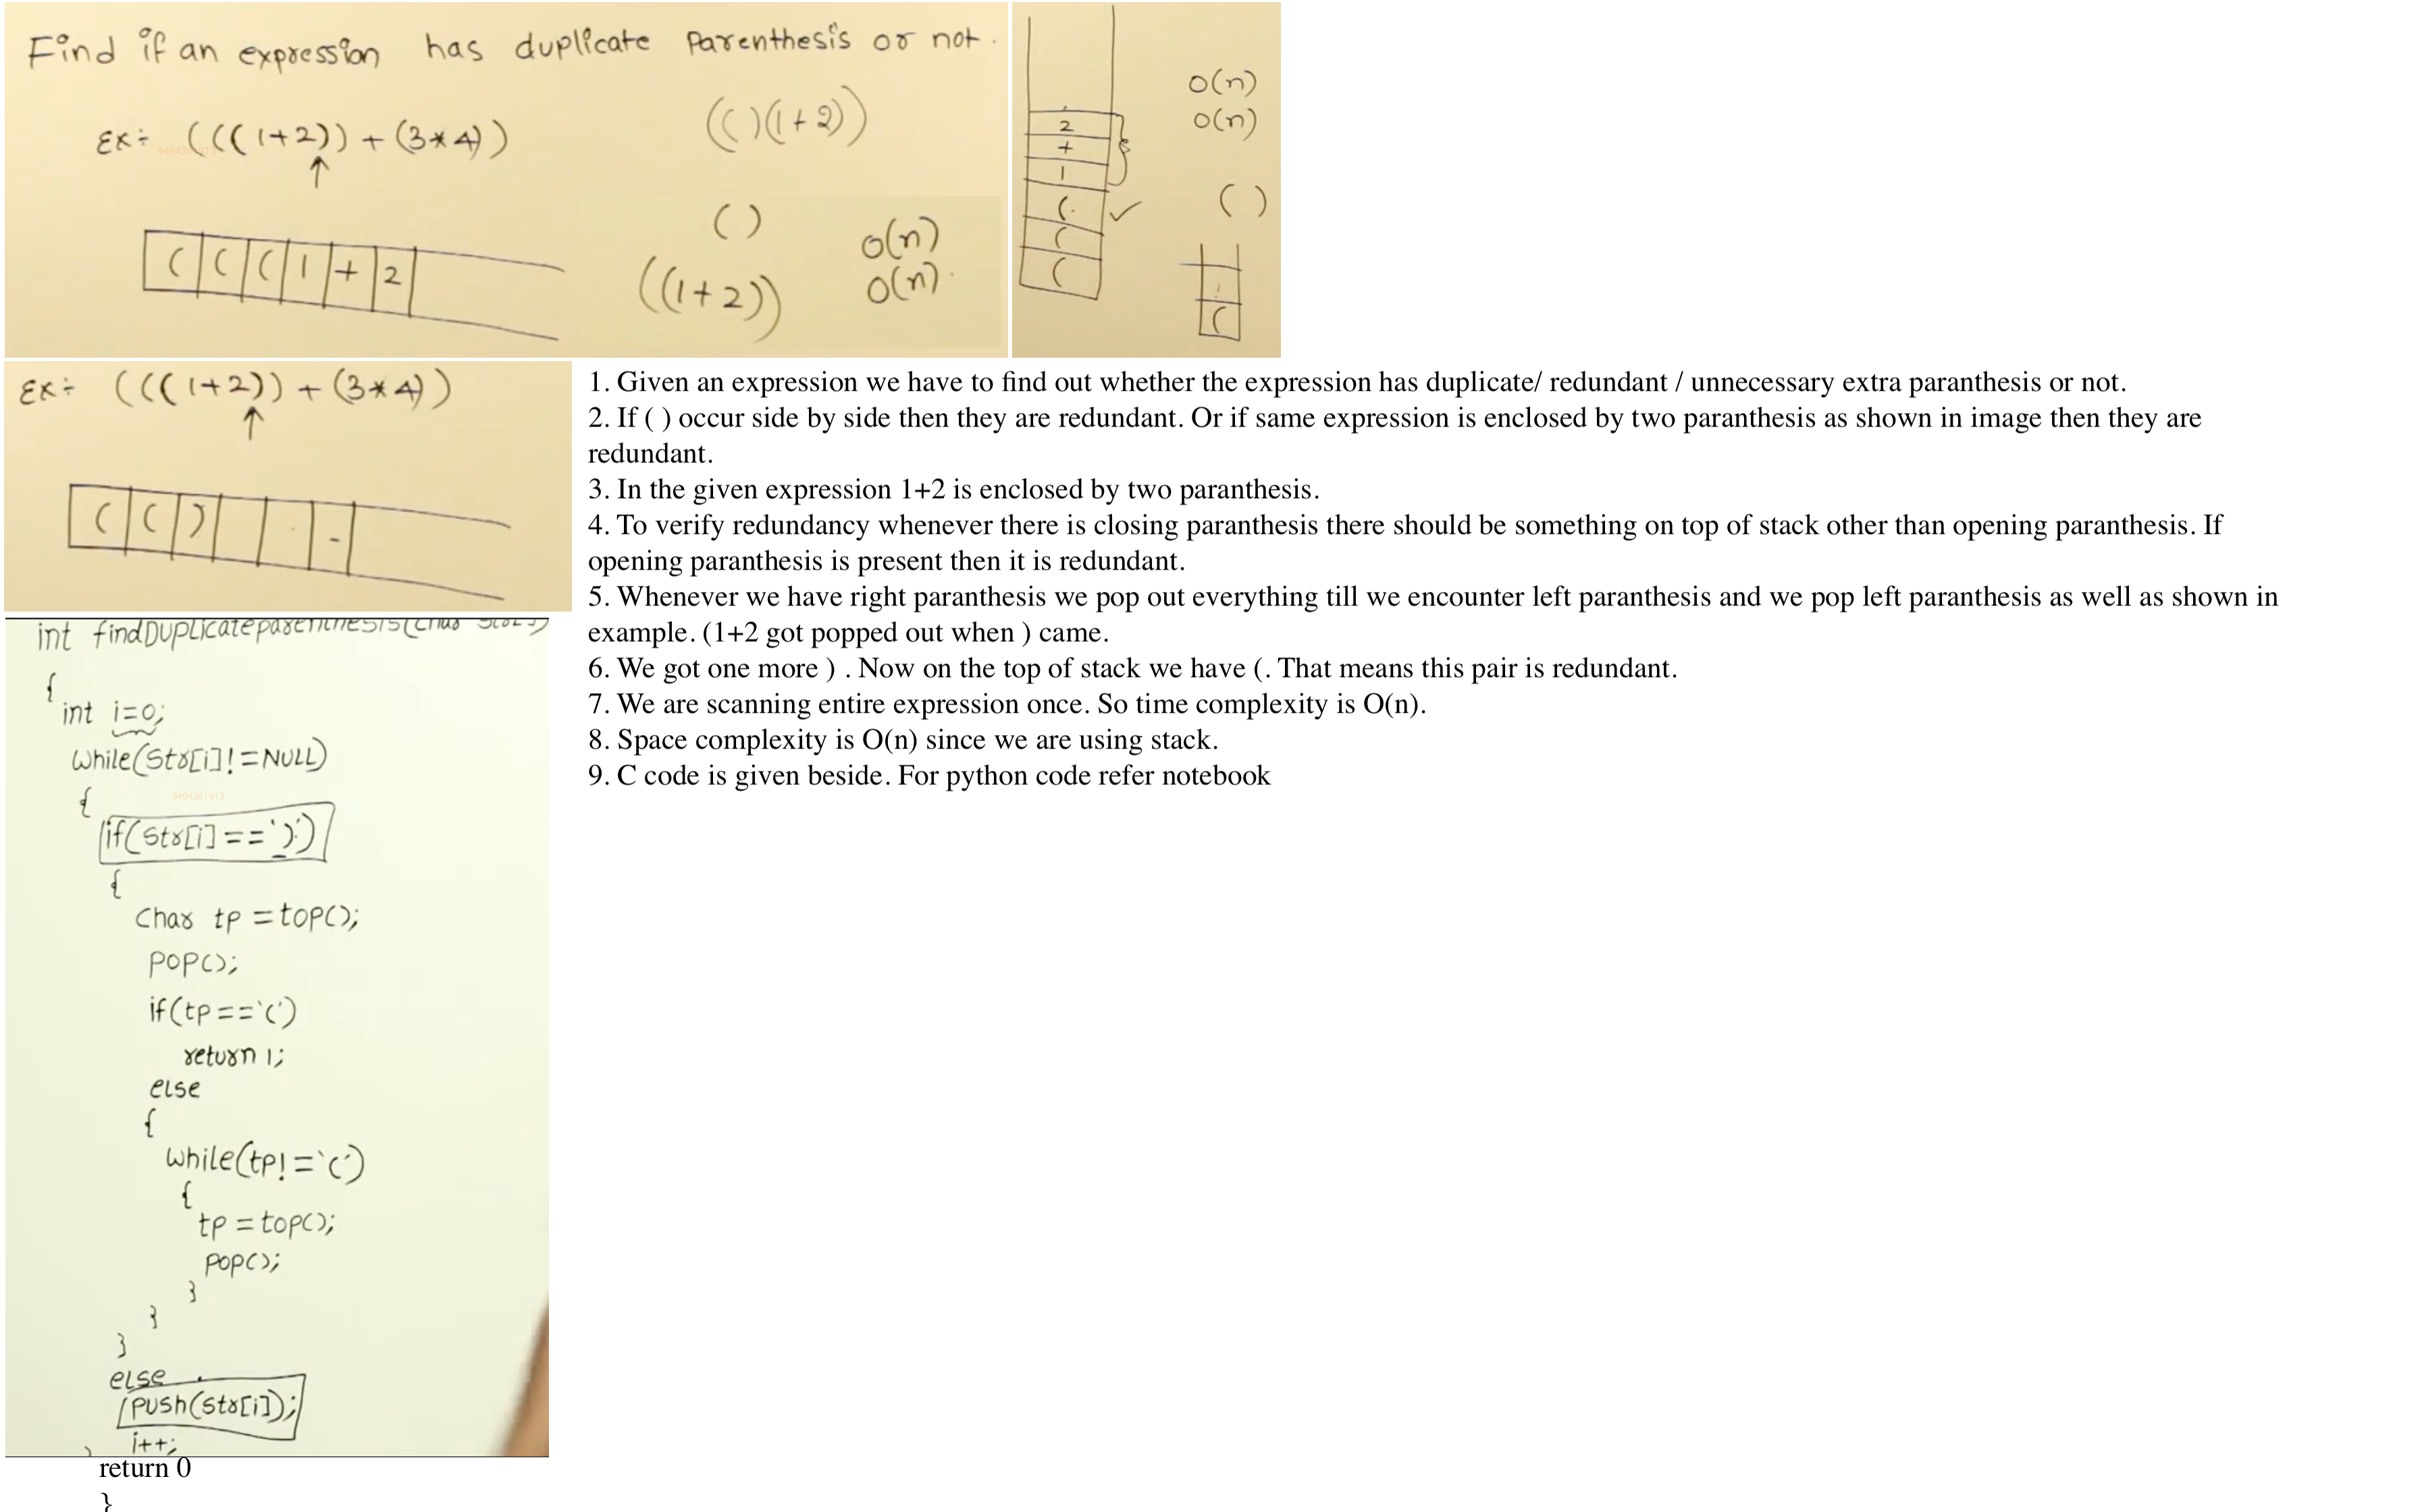 Find if an expression has duplicate Parenthesis or not.
Ex:- (((1+2))+(3*4))
(()(1+2))
9494361913
↑
( ( ( 1 + 2
( )
((1+2))
O(n)
O(n).
2
+
1
(
(
(
O(n)
O(n)
( )
(
Ex:- (((1+2))+(3*4))
↑
( ( )
1. Given an expression we have to find out whether the expression has duplicate/ redundant / unnecessary extra paranthesis or not.
2. If ( ) occur side by side then they are redundant. Or if same expression is enclosed by two paranthesis as shown in image then they are
redundant.
3. In the given expression 1+2 is enclosed by two paranthesis.
4. To verify redundancy whenever there is closing paranthesis there should be something on top of stack other than opening paranthesis. If
opening paranthesis is present then it is redundant.
5. Whenever we have right paranthesis we pop out everything till we encounter left paranthesis and we pop left paranthesis as well as shown in
example. (1+2 got popped out when ) came.
6. We got one more ) . Now on the top of stack we have (. That means this pair is redundant.
7. We are scanning entire expression once. So time complexity is O(n).
8. Space complexity is O(n) since we are using stack.
9. C code is given beside. For python code refer notebook
int findDuplicateparenthesis(char str[])
{
int i=0;
while(Str[i]!=NULL)
9494361913
{
if(Str[i]==')')
{
Char tp=top();
POP();
if(tp=='(')
return 1;
else
{
while(tp!='(')
{
tp=top();
POP();
}
}
}
else
PUSH(Str[i]);
i++;
}
return 0
}